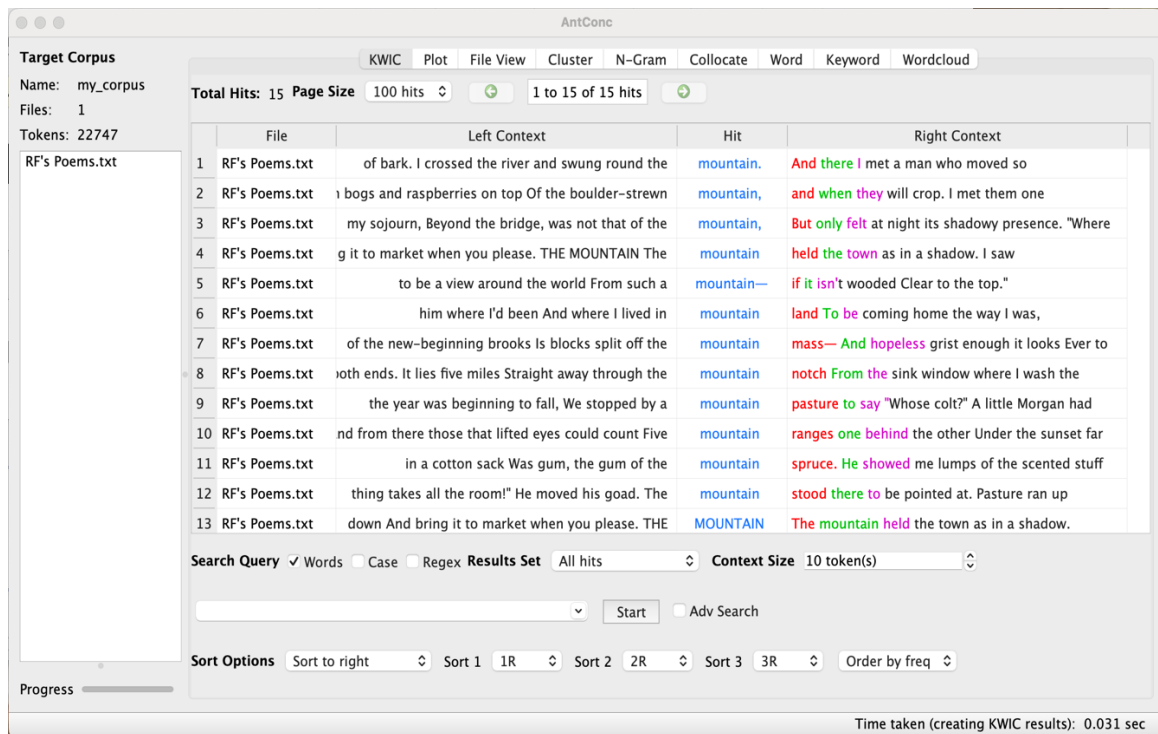 AntConc
Target Corpus
Name: my_corpus
Files: 1
Tokens: 22747
RF's Poems.txt
Progress
KWIC Plot File View Cluster N-Gram Collocate Word Keyword Wordcloud
Total Hits: 15 Page Size 100 hits 1 to 15 of 15 hits
File Left Context Hit Right Context
1 RF's Poems.txt of bark. I crossed the river and swung round the mountain. And there I met a man who moved so
2 RF's Poems.txt bogs and raspberries on top Of the boulder-strewn mountain, and when they will crop. I met them one
3 RF's Poems.txt my sojourn, Beyond the bridge, was not that of the mountain, But only felt at night its shadowy presence. "Where
4 RF's Poems.txt g it to market when you please. THE MOUNTAIN The mountain held the town as in a shadow. I saw
5 RF's Poems.txt to be a view around the world From such a mountain— if it isn't wooded Clear to the top."
6 RF's Poems.txt him where I'd been And where I lived in mountain land To be coming home the way I was,
7 RF's Poems.txt of the new-beginning brooks Is blocks split off the mountain mass— And hopeless grist enough it looks Ever to
8 RF's Poems.txt oth ends. It lies five miles Straight away through the mountain notch From the sink window where I wash the
9 RF's Poems.txt the year was beginning to fall, We stopped by a mountain pasture to say "Whose colt?" A little Morgan had
10 RF's Poems.txt nd from there those that lifted eyes could count Five mountain ranges one behind the other Under the sunset far
11 RF's Poems.txt in a cotton sack Was gum, the gum of the mountain spruce. He showed me lumps of the scented stuff
12 RF's Poems.txt thing takes all the room!" He moved his goad. The mountain stood there to be pointed at. Pasture ran up
13 RF's Poems.txt down And bring it to market when you please. THE MOUNTAIN The mountain held the town as in a shadow.
Search Query Words Case Regex Results Set All hits Context Size 10 token(s)
Start Adv Search
Sort Options Sort to right Sort 1 1R Sort 2 2R Sort 3 3R Order by freq
Time taken (creating KWIC results): 0.031 sec